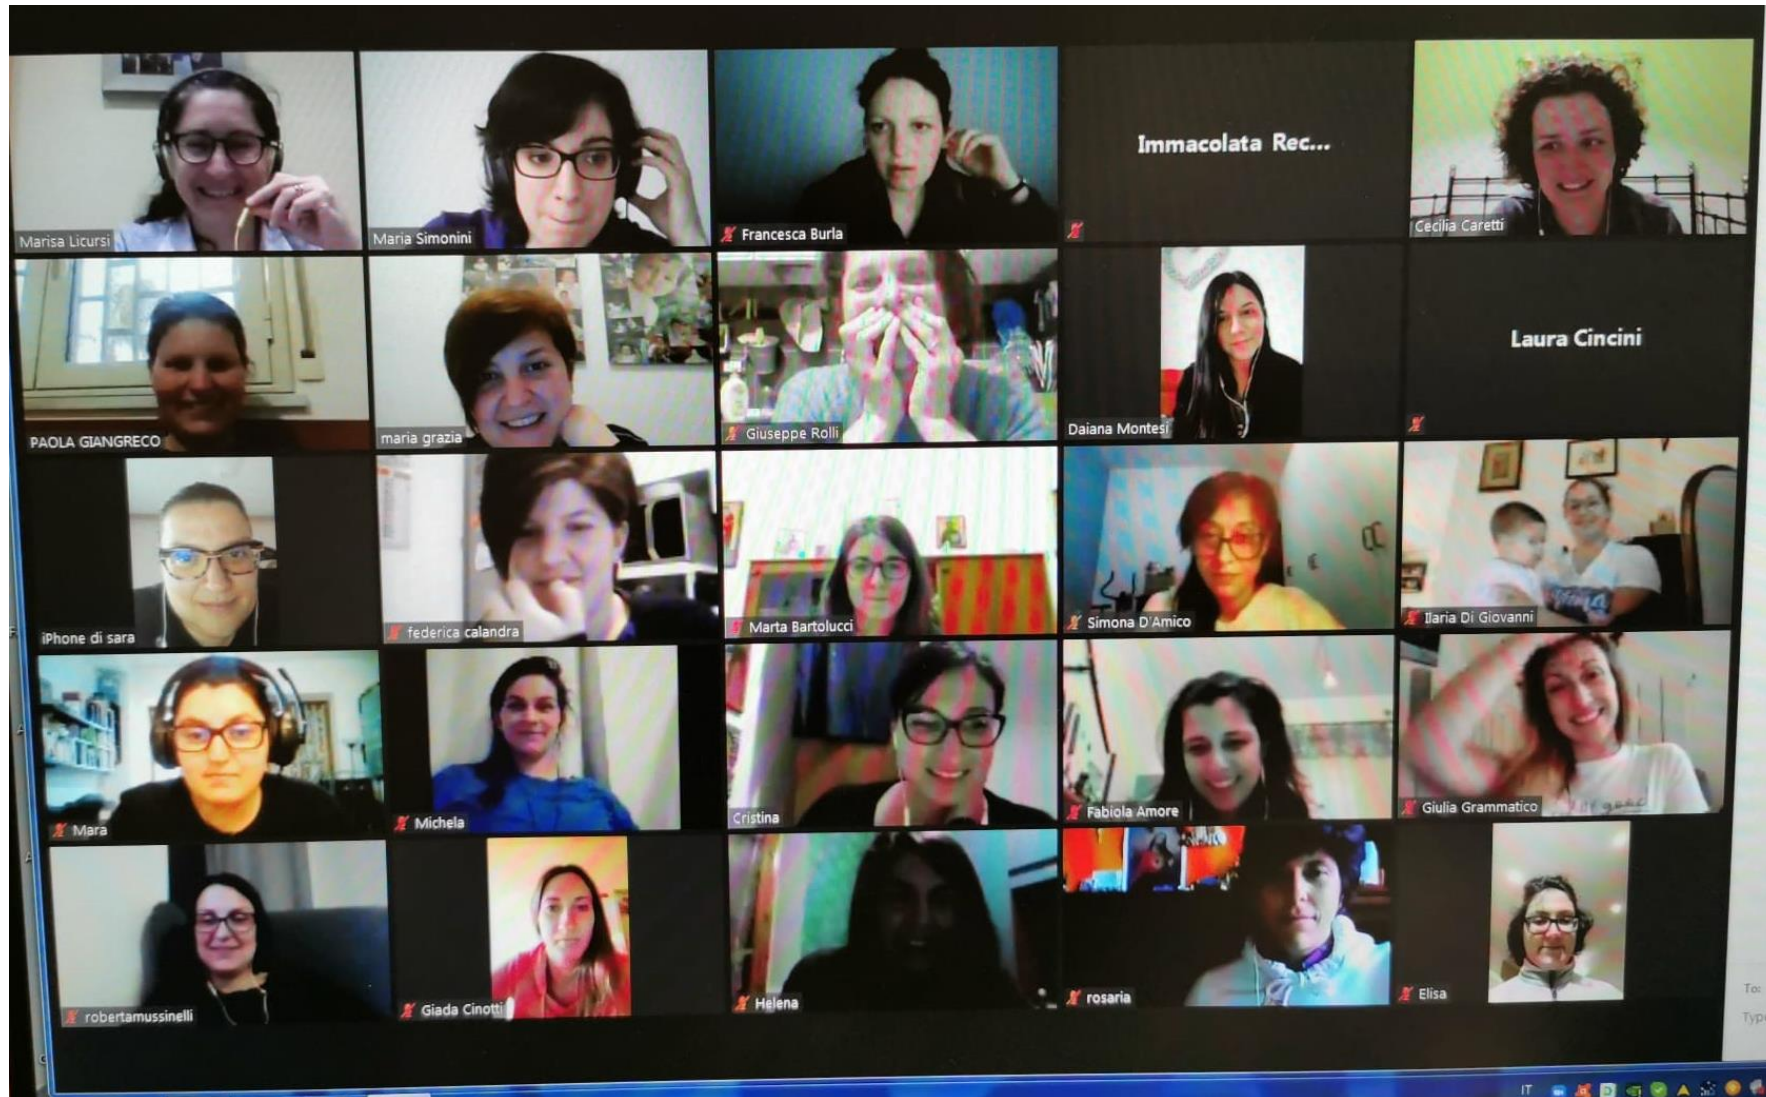 Marisa Licursi
Maria Simonini
Francesca Burla
Immacolata Rec...
Cecilia Caretti
PAOLA GIANGRECO
maria grazia
Giuseppe Rolli
Daiana Montesi
Laura Cincini
iPhone di sara
federica calandra
Marta Bartolucci
Simona D'Amico
Ilaria Di Giovanni
Mara
Michela
Cristina
Fabiola Amore
Giulia Grammatico
robertamussinelli
Giada Cinotti
Helena
rosaria
Elisa
To:
Type
IT